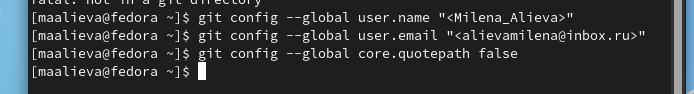 fatal: not in a git directory
[maalieva@fedora ~]$ git config --global user.name "<Milena_Alieva>"
[maalieva@fedora ~]$ git config --global user.email "<alievamilena@inbox.ru>"
[maalieva@fedora ~]$ git config --global core.quotepath false
[maalieva@fedora ~]$